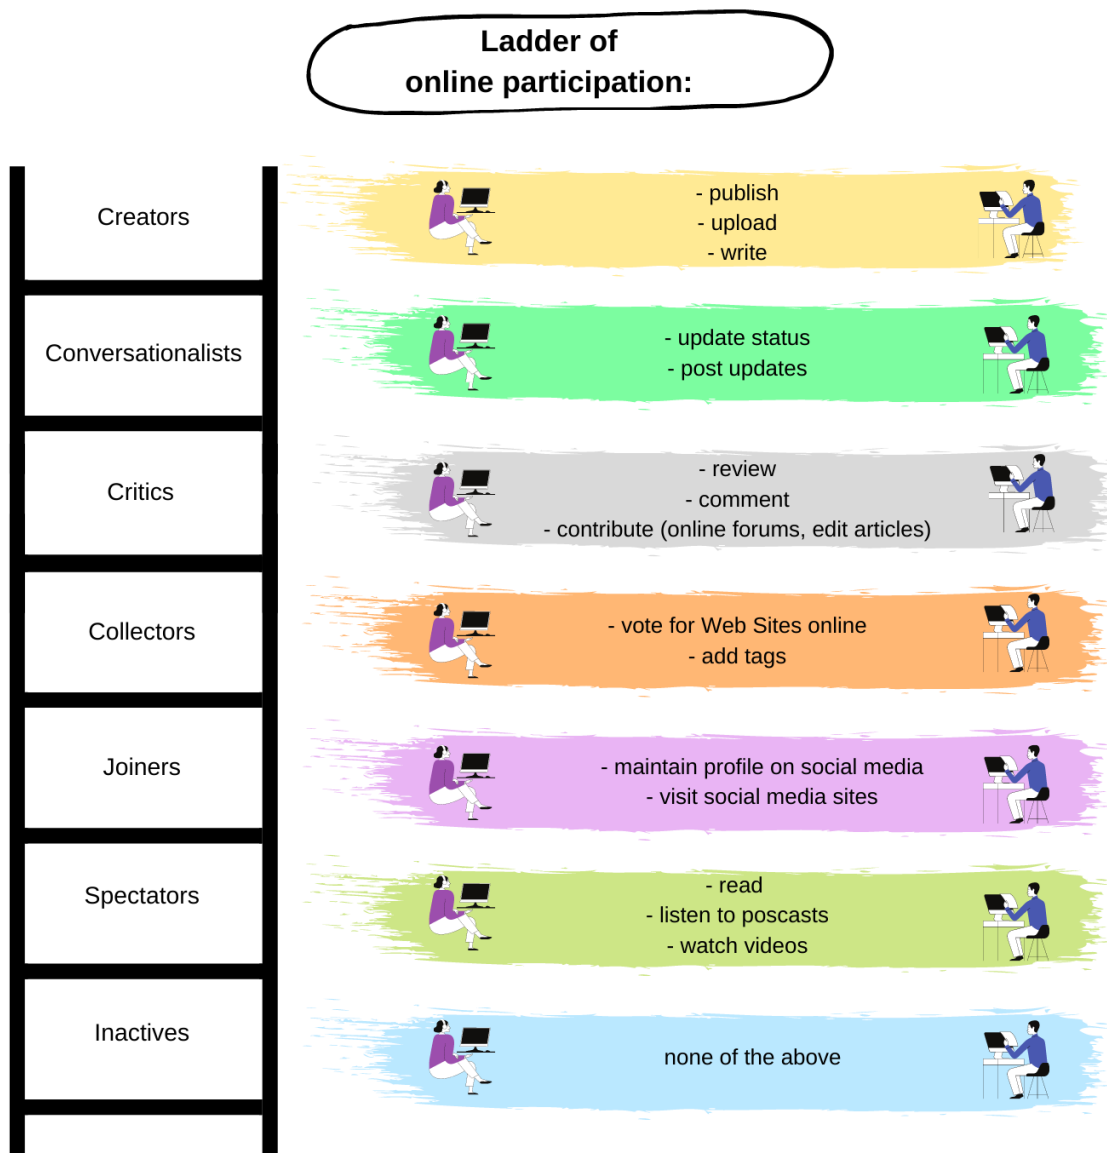 Ladder of
online participation:
Creators
- publish
- upload
- write
Conversationalists
- update status
- post updates
Critics
- review
- comment
- contribute (online forums, edit articles)
Collectors
- vote for Web Sites online
- add tags
Joiners
- maintain profile on social media
- visit social media sites
Spectators
- read
- listen to poscasts
- watch videos
Inactives
none of the above